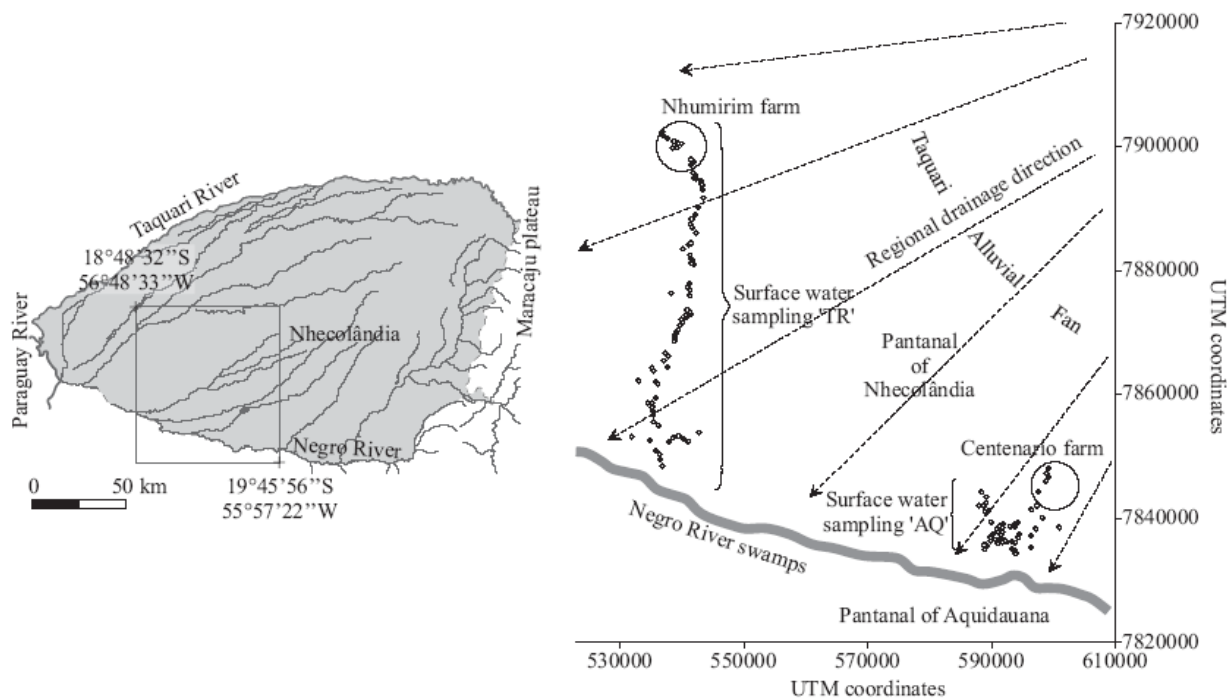 Taquari River
18°48'32''S
56°48'33''W
Paraguay River
Nhecolândia
Maracaju plateau
Negro River
0 50 km
19°45'56''S
55°57'22''W
Nhumirim farm
Taquari
Alluvial
Fan
Regional drainage direction
Surface water
sampling 'TR'
Pantanal
of
Nhecolândia
Centenario farm
Surface water
sampling 'AQ'
Negro River swamps
Pantanal of Aquidauana
7920000
7900000
7880000
7860000
7840000
7820000
UTM
coordinates
530000 550000 570000 590000 610000
UTM coordinates